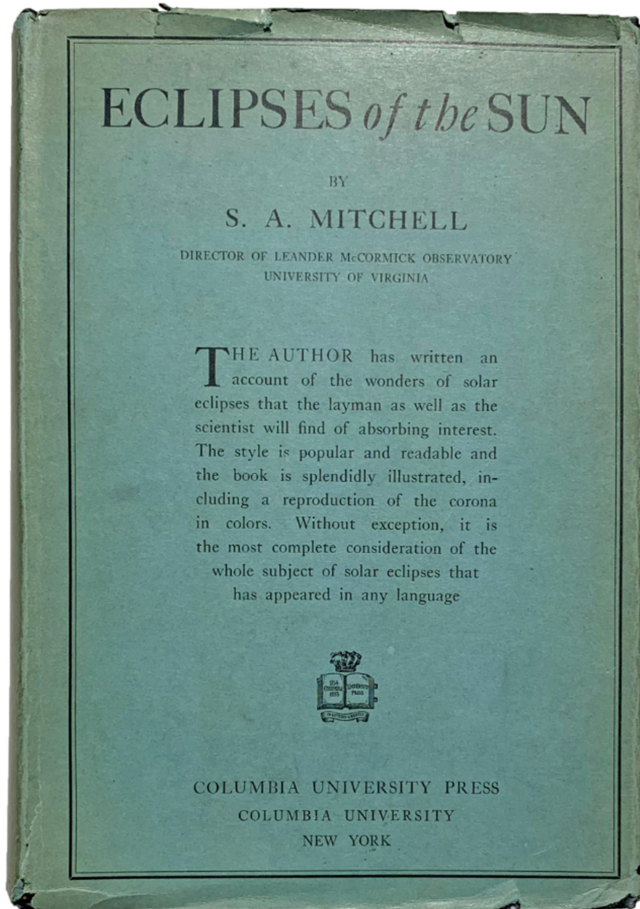 ECLIPSES of the SUN
BY
S. A. MITCHELL
DIRECTOR OF LEANDER McCORMICK OBSERVATORY
UNIVERSITY OF VIRGINIA
THE AUTHOR has written an
account of the wonders of solar
eclipses that the layman as well as the
scientist will find of absorbing interest.
The style is popular and readable and
the book is splendidly illustrated, in-
cluding a reproduction of the corona
in colors. Without exception, it is
the most complete consideration of the
whole subject of solar eclipses that
has appeared in any language
COLUMBIA UNIVERSITY PRESS
COLUMBIA UNIVERSITY
NEW YORK